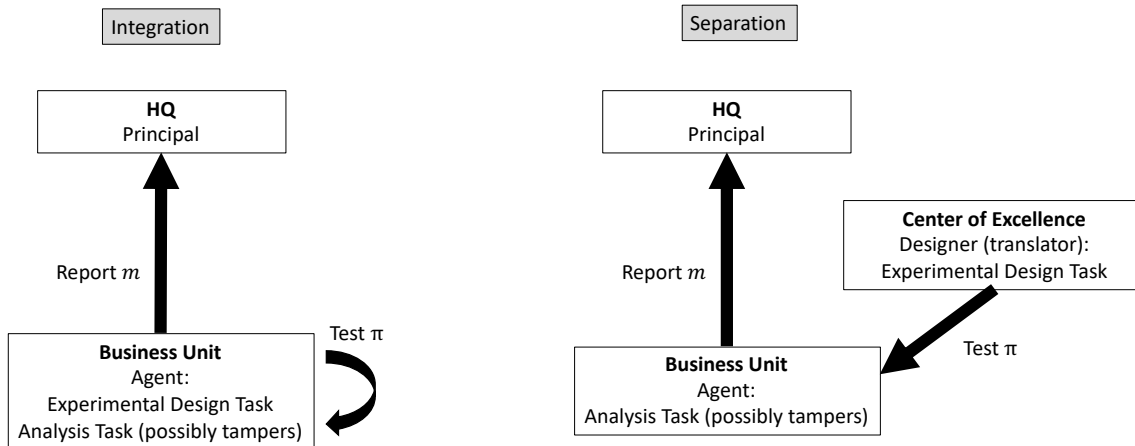 Integration
HQ
Principal
Report m
Test π
Business Unit
Agent:
Experimental Design Task
Analysis Task (possibly tampers)
Separation
HQ
Principal
Center of Excellence
Designer (translator):
Experimental Design Task
Report m
Test π
Business Unit
Agent:
Analysis Task (possibly tampers)